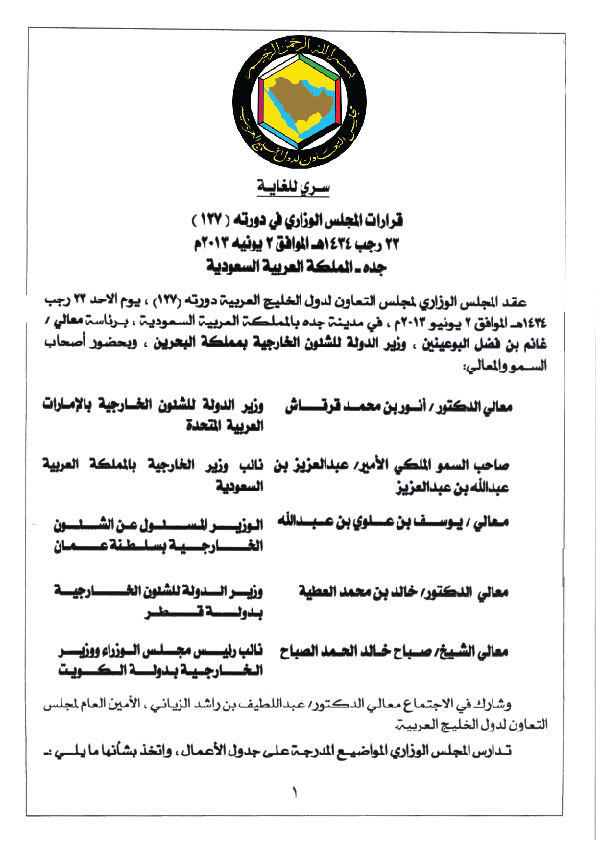 بسم الله الرحمن الرحيم
مجلس التعاون لدول الخليج العربية
سري للغاية
قرارات المجلس الوزاري في دورته ( ١٢٧ )
٢٣ رجب ١٤٣٤هـ الموافق ٢ يونيه ٢٠١٣م
جده - المملكة العربية السعودية
عقد المجلس الوزاري لمجلس التعاون لدول الخليج العربية دورته (١٢٧) ، يوم الاحد ٢٣ رجب
١٤٣٤هـ الموافق ٢ يونيو ٢٠١٣م ، في مدينة جده بالمملكة العربية السعودية ، برئاسة معالي /
غانم بن فضل البوعينين ، وزير الدولة للشئون الخارجية بمملكة البحرين ، وبحضور أصحاب
السمو والمعالي:
معالي الدكتور / أنور بن محمد قرقاش وزير الدولة للشئون الخارجية بالإمارات
العربية المتحدة
صاحب السمو الملكي الأمير/ عبدالعزيز بن نائب وزير الخارجية بالمملكة العربية
عبدالله بن عبدالعزيز السعودية
معالي / يوسف بن علوي بن عبدالله الوزير المسئول عن الشئون
الخارجية بسلطنة عمان
معالي الدكتور/ خالد بن محمد العطية وزير الدولة للشئون الخارجية
بدولة قطر
معالي الشيخ/ صباح خالد الحمد الصباح نائب رئيس مجلس الوزراء ووزير
الخارجية بدولة الكويت
وشارك في الاجتماع معالي الدكتور/ عبداللطيف بن راشد الزياني ، الأمين العام لمجلس
التعاون لدول الخليج العربية.
تدارس المجلس الوزاري المواضيع المدرجة على جدول الأعمال ، واتخذ بشأنها ما يلي :-
١